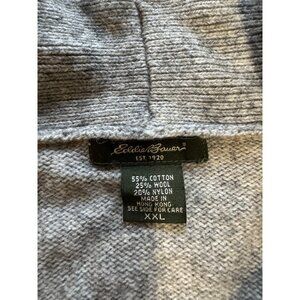 Eddie Bauer®
EST. 1920
55% COTTON
25% WOOL
20% NYLON
MADE IN
HONG KONG
SEE SIDE FOR CARE
XXL